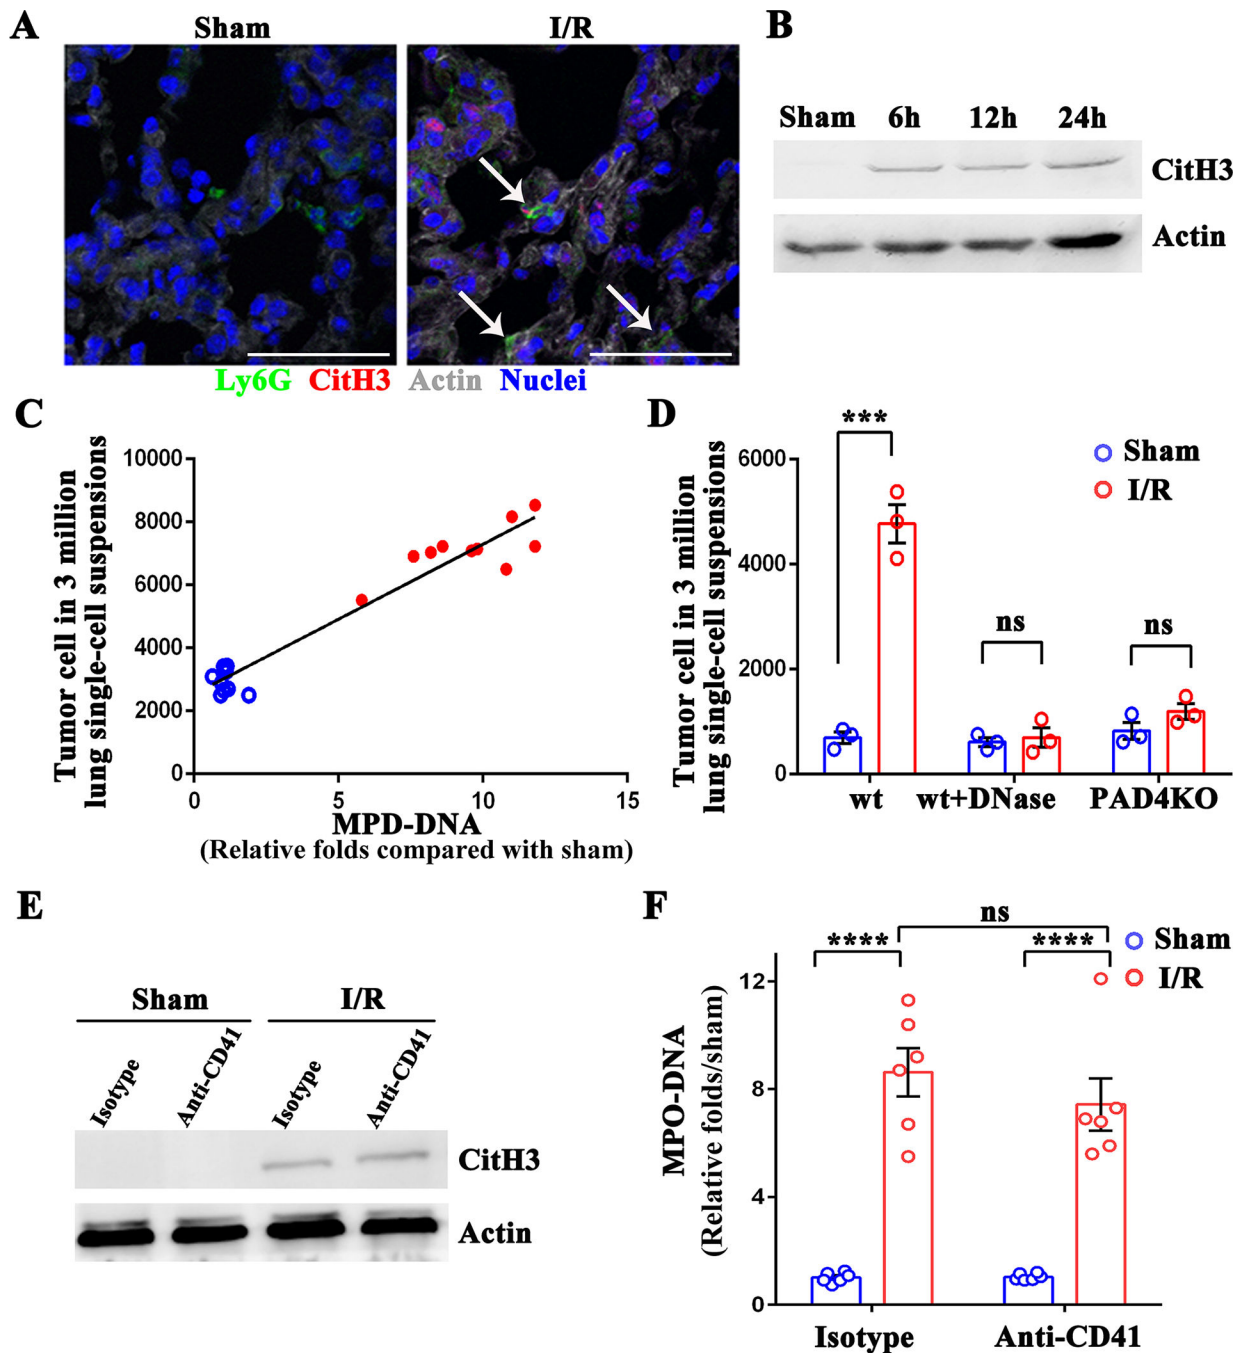 A
Sham
I/R
Ly6G CitH3 Actin Nuclei
B
Sham 6h 12h 24h
CitH3
Actin
C
Tumor cell in 3 million
lung single-cell suspensions
10000
8000
6000
4000
2000
0
0 5 10 15
MPD-DNA
(Relative folds compared with sham)
D
Tumor cell in 3 million
lung single-cell suspensions
6000
4000
2000
0
***
ns
ns
Sham
I/R
wt wt+DNase PAD4KO
E
Sham I/R
Isotype Anti-CD41 Isotype Anti-CD41
CitH3
Actin
F
MPO-DNA
(Relative folds/sham)
12
8
4
0
ns
**** ****
Sham
I/R
Isotype Anti-CD41